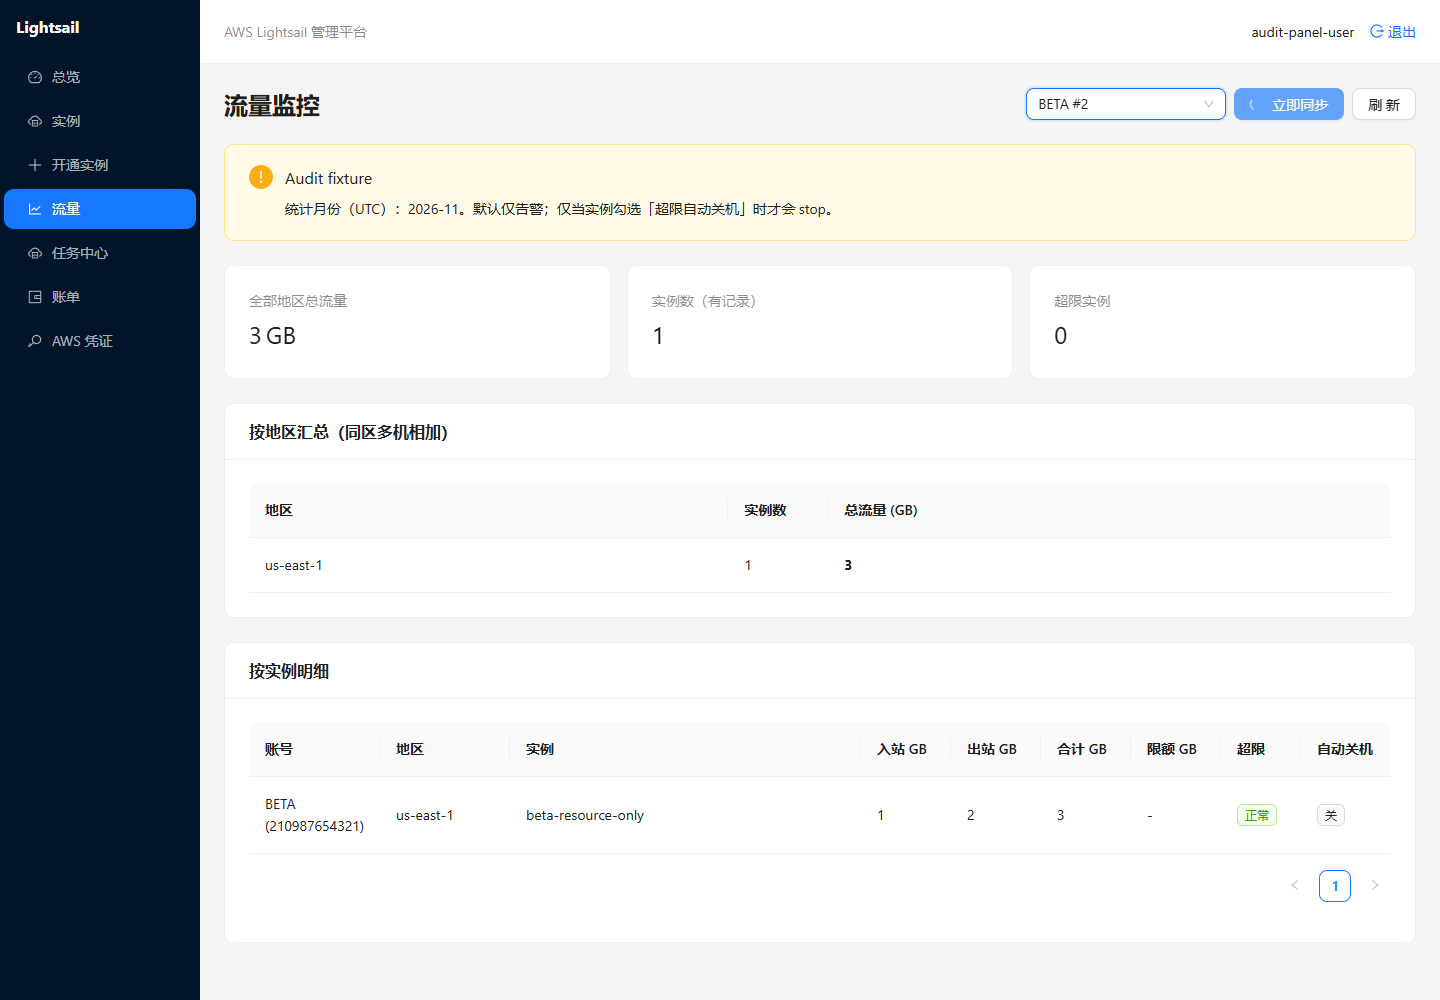 Lightsail
总览
实例
开通实例
流量
任务中心
账单
AWS 凭证
AWS Lightsail 管理平台
audit-panel-user
退出
流量监控
BETA #2
立即同步
刷 新
Audit fixture
统计月份（UTC）：2026-11。默认仅告警；仅当实例勾选「超限自动关机」时才会 stop。
全部地区总流量
3 GB
实例数（有记录）
1
超限实例
0
按地区汇总（同区多机相加）
地区 实例数 总流量 (GB)
us-east-1 1 3
按实例明细
账号 地区 实例 入站 GB 出站 GB 合计 GB 限额 GB 超限 自动关机
BETA
(210987654321) us-east-1 beta-resource-only 1 2 3 - 正常 关
< 1 >